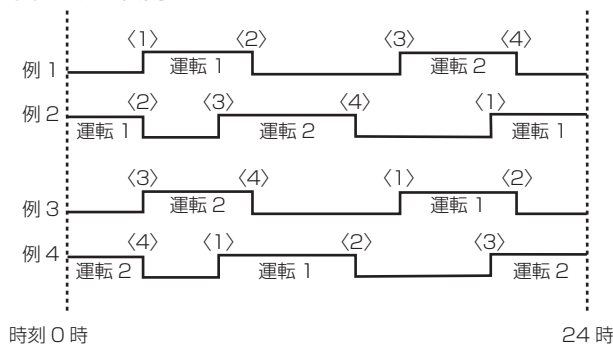 〈1〉 〈2〉 〈3〉 〈4〉
例 1 運転 1 運転 2
〈2〉 〈3〉 〈4〉 〈1〉
例 2 運転 1 運転 2 運転 1
〈3〉 〈4〉 〈1〉 〈2〉
例 3 運転 2 運転 1
〈4〉 〈1〉 〈2〉 〈3〉
例 4 運転 2 運転 1 運転 2
時刻 0 時 24 時